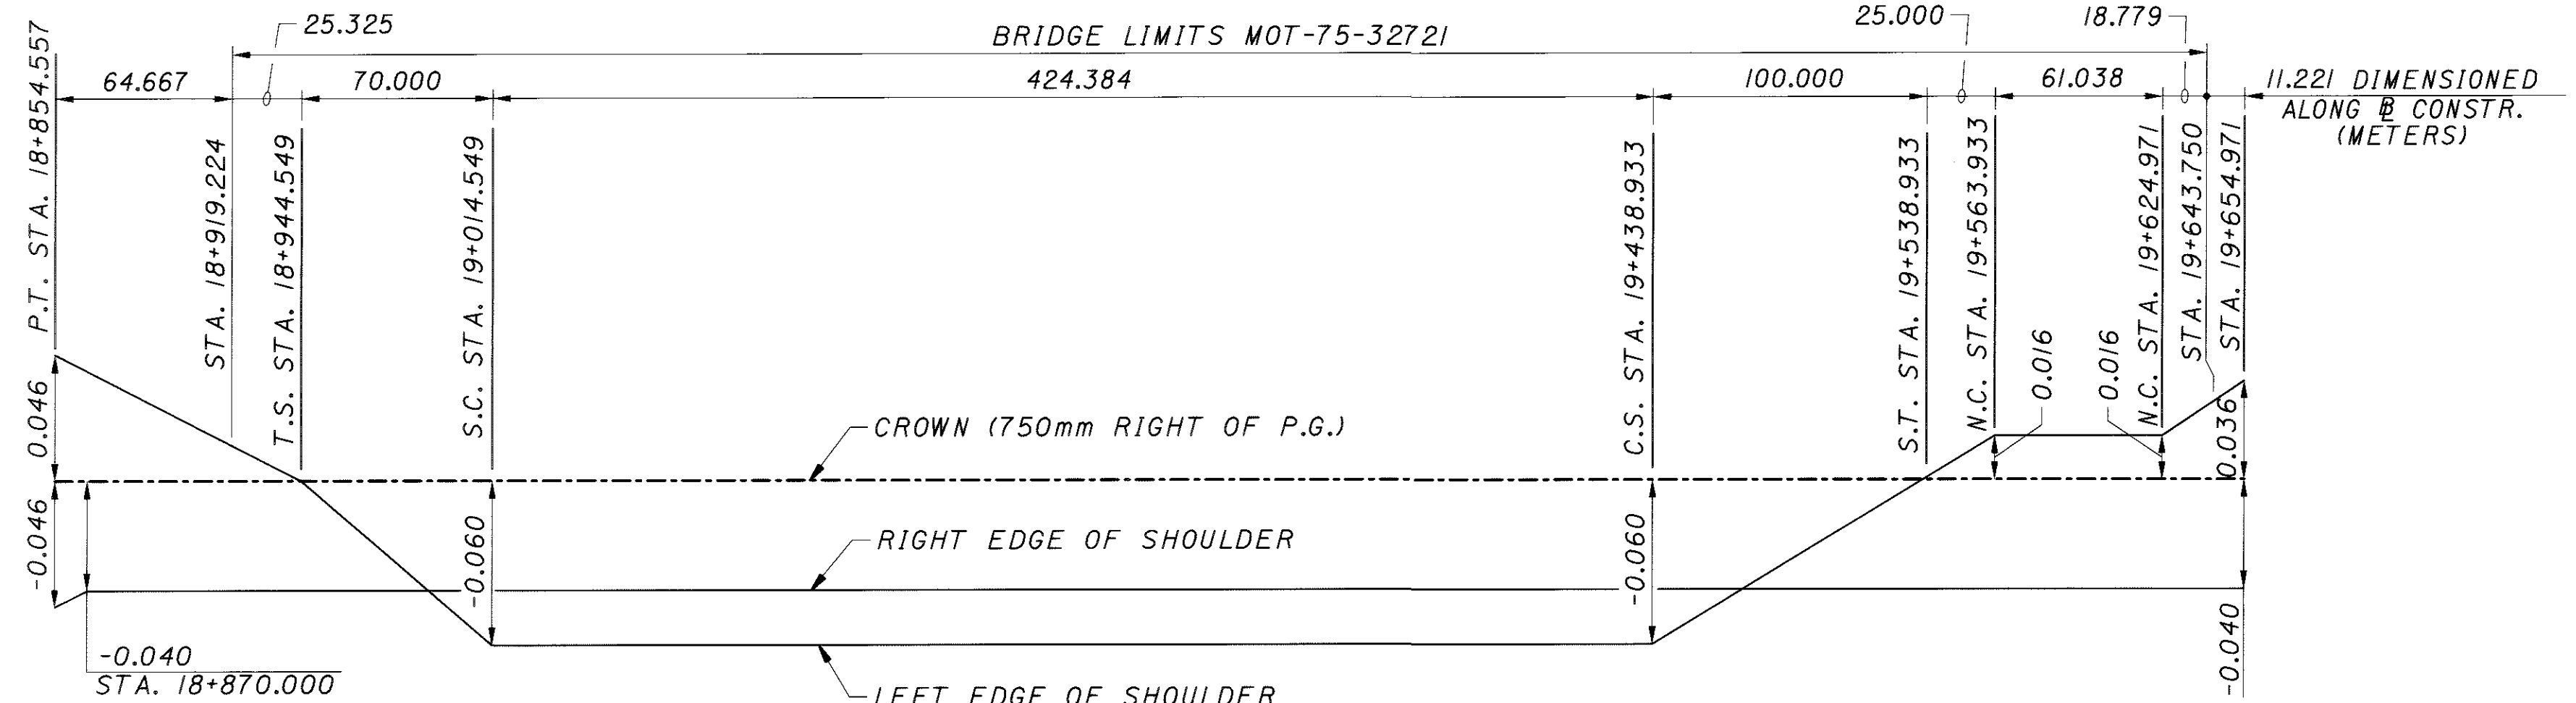 25.325
BRIDGE LIMITS MOT-75-32721
25.000
18.779
64.667
70.000
424.384
100.000
61.038
11.221 DIMENSIONED
ALONG ℄ CONSTR.
(METERS)
P.T. STA. 18+854.557
STA. 18+919.224
T.S. STA. 18+944.549
S.C. STA. 19+014.549
C.S. STA. 19+438.933
S.T. STA. 19+538.933
N.C. STA. 19+563.933
N.C. STA. 19+624.971
STA. 19+643.750
STA. 19+654.971
0.046
0.016
0.016
0.036
CROWN (750mm RIGHT OF P.G.)
-0.046
-0.060
-0.060
RIGHT EDGE OF SHOULDER
-0.040
STA. 18+870.000
-0.040
LEFT EDGE OF SHOULDER